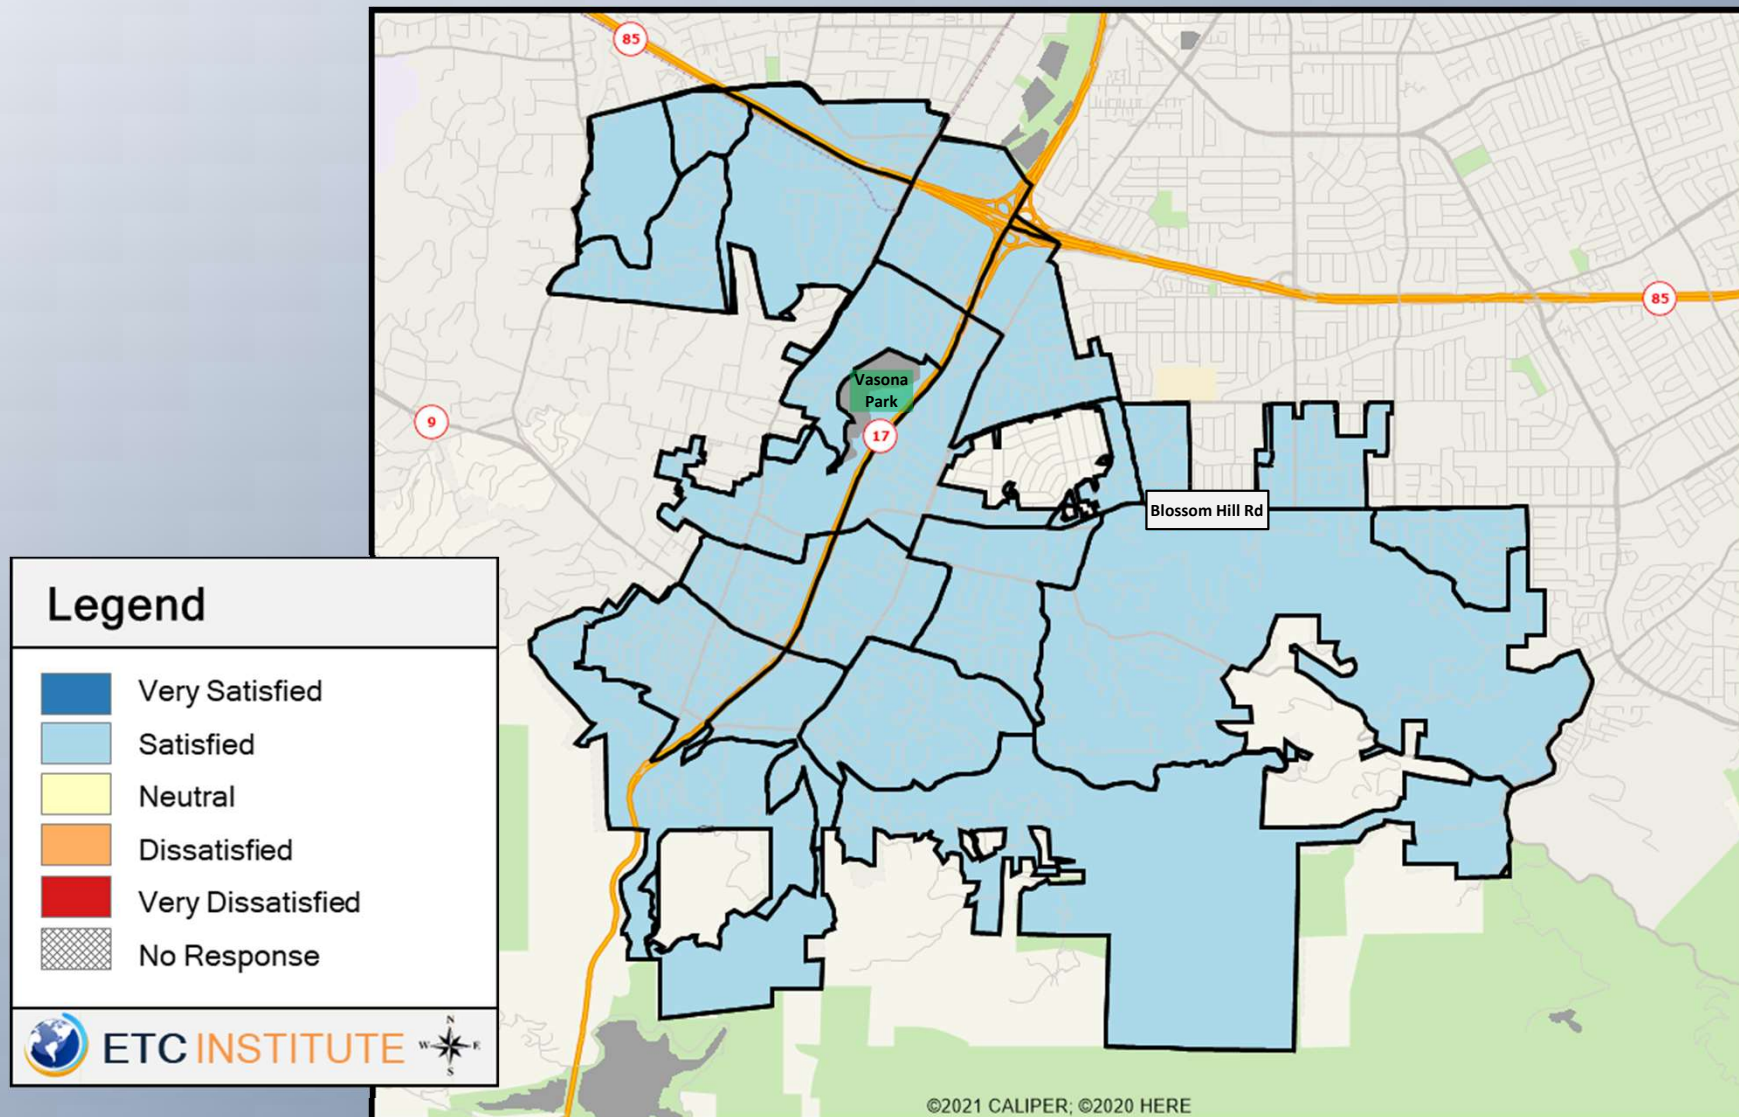 85
85
9
Vasona
Park
17
Blossom Hill Rd
Legend
Very Satisfied
Satisfied
Neutral
Dissatisfied
Very Dissatisfied
No Response
ETC INSTITUTE
N
W E
S
©2021 CALIPER; ©2020 HERE